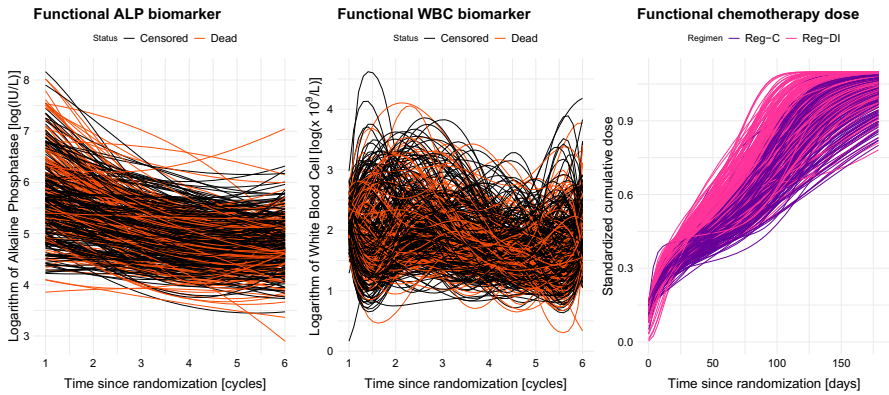 Functional ALP biomarker
Status Censored Dead
Logarithm of Alkaline Phosphatase [log(IU/L)]
8
7
6
5
4
3
1 2 3 4 5 6
Time since randomization [cycles]
Functional WBC biomarker
Status Censored Dead
Logarithm of White Blood Cell [log(x 10^9/L)]
4
3
2
1
0
1 2 3 4 5 6
Time since randomization [cycles]
Functional chemotherapy dose
Regimen Reg-C Reg-DI
Standardized cumulative dose
0.9
0.6
0.3
0.0
0 50 100 150
Time since randomization [days]